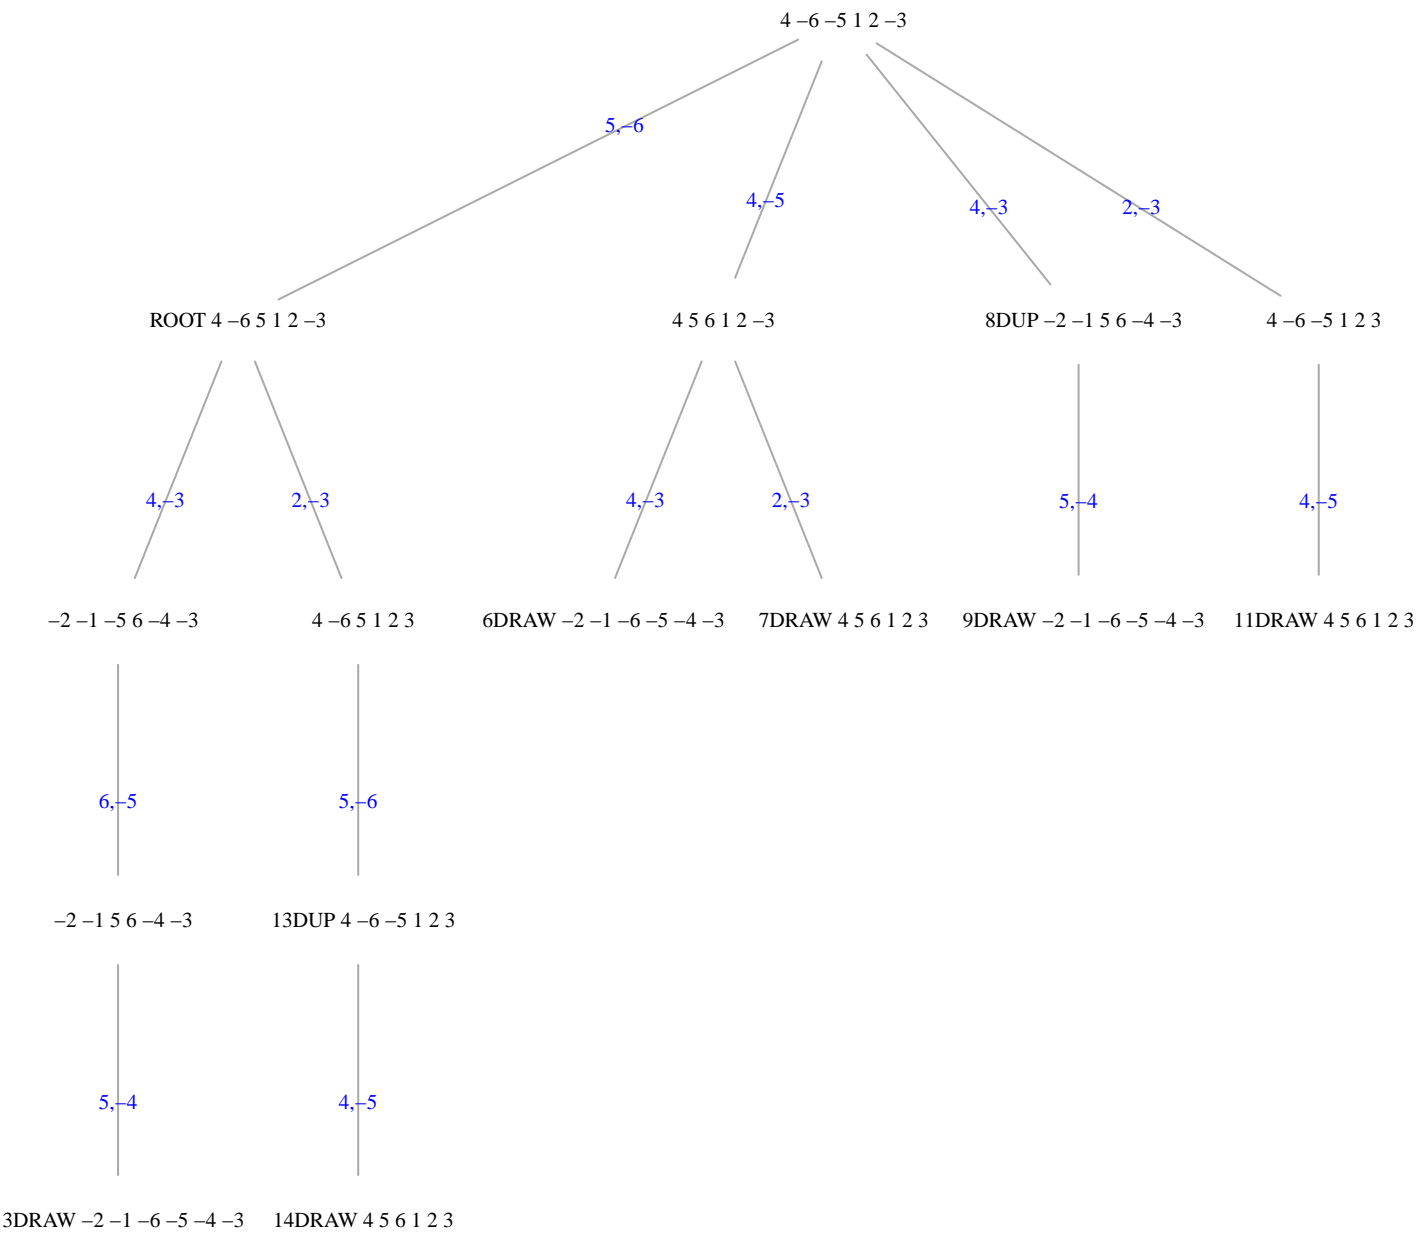 4 –6 –5 1 2 –3
5,–6
4,–5
4,–3
2,–3
ROOT 4 –6 5 1 2 –3
4 5 6 1 2 –3
8DUP –2 –1 5 6 –4 –3
4 –6 –5 1 2 3
4,–3
2,–3
4,–3
2,–3
5,–4
4,–5
–2 –1 –5 6 –4 –3
4 –6 5 1 2 3
6DRAW –2 –1 –6 –5 –4 –3
7DRAW 4 5 6 1 2 3
9DRAW –2 –1 –6 –5 –4 –3
11DRAW 4 5 6 1 2 3
6,–5
5,–6
–2 –1 5 6 –4 –3
13DUP 4 –6 –5 1 2 3
5,–4
4,–5
3DRAW –2 –1 –6 –5 –4 –3
14DRAW 4 5 6 1 2 3